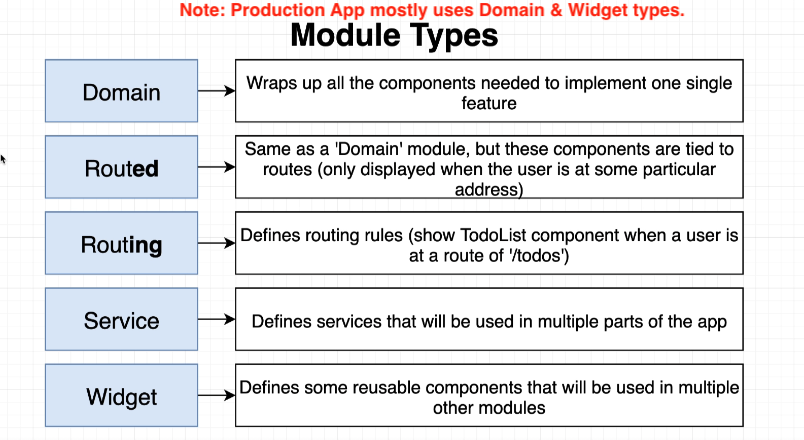 Note: Production App mostly uses Domain & Widget types.
Module Types
Domain
Wraps up all the components needed to implement one single
feature
Routed
Same as a 'Domain' module, but these components are tied to
routes (only displayed when the user is at some particular
address)
Routing
Defines routing rules (show TodoList component when a user is
at a route of '/todos')
Service
Defines services that will be used in multiple parts of the app
Widget
Defines some reusable components that will be used in multiple
other modules